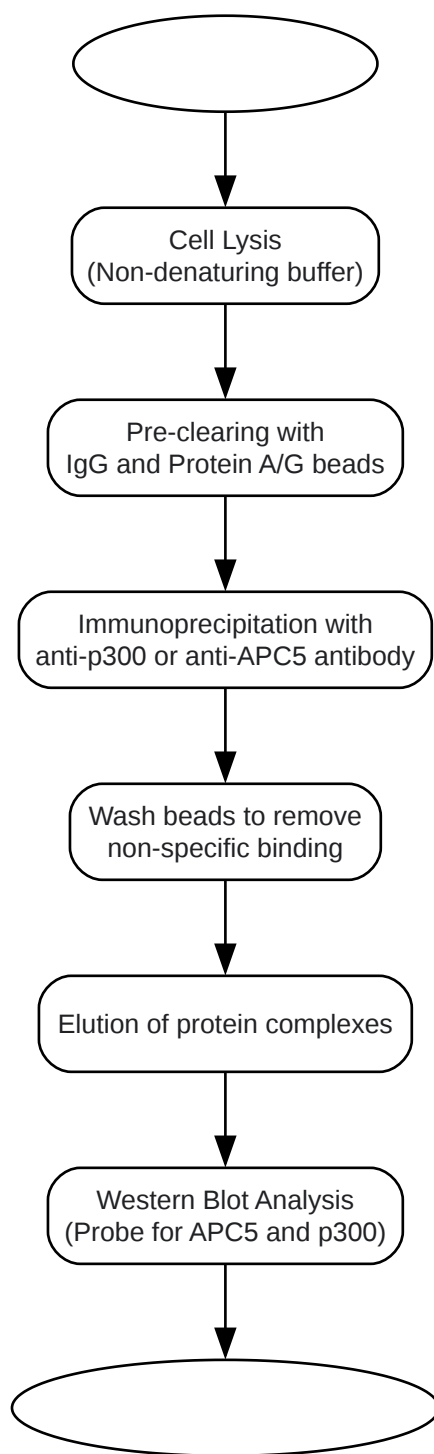 Cell Lysis
(Non-denaturing buffer)
Pre-clearing with
IgG and Protein A/G beads
Immunoprecipitation with
anti-p300 or anti-APC5 antibody
Wash beads to remove
non-specific binding
Elution of protein complexes
Western Blot Analysis
(Probe for APC5 and p300)